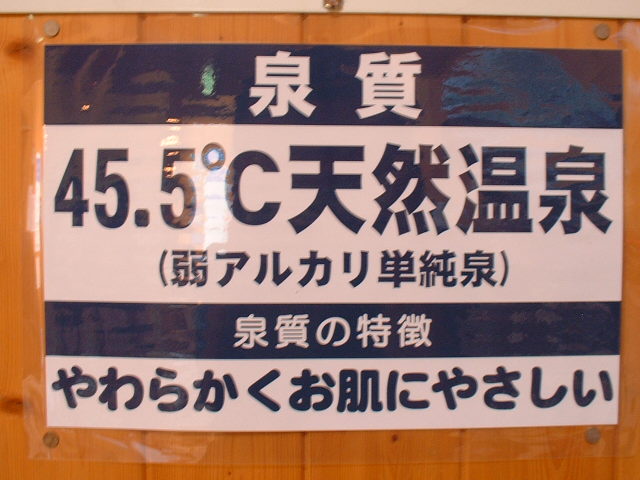 泉質
45.5℃天然温泉
(弱アルカリ単純泉)
泉質の特徴
やわらかくお肌にやさしい